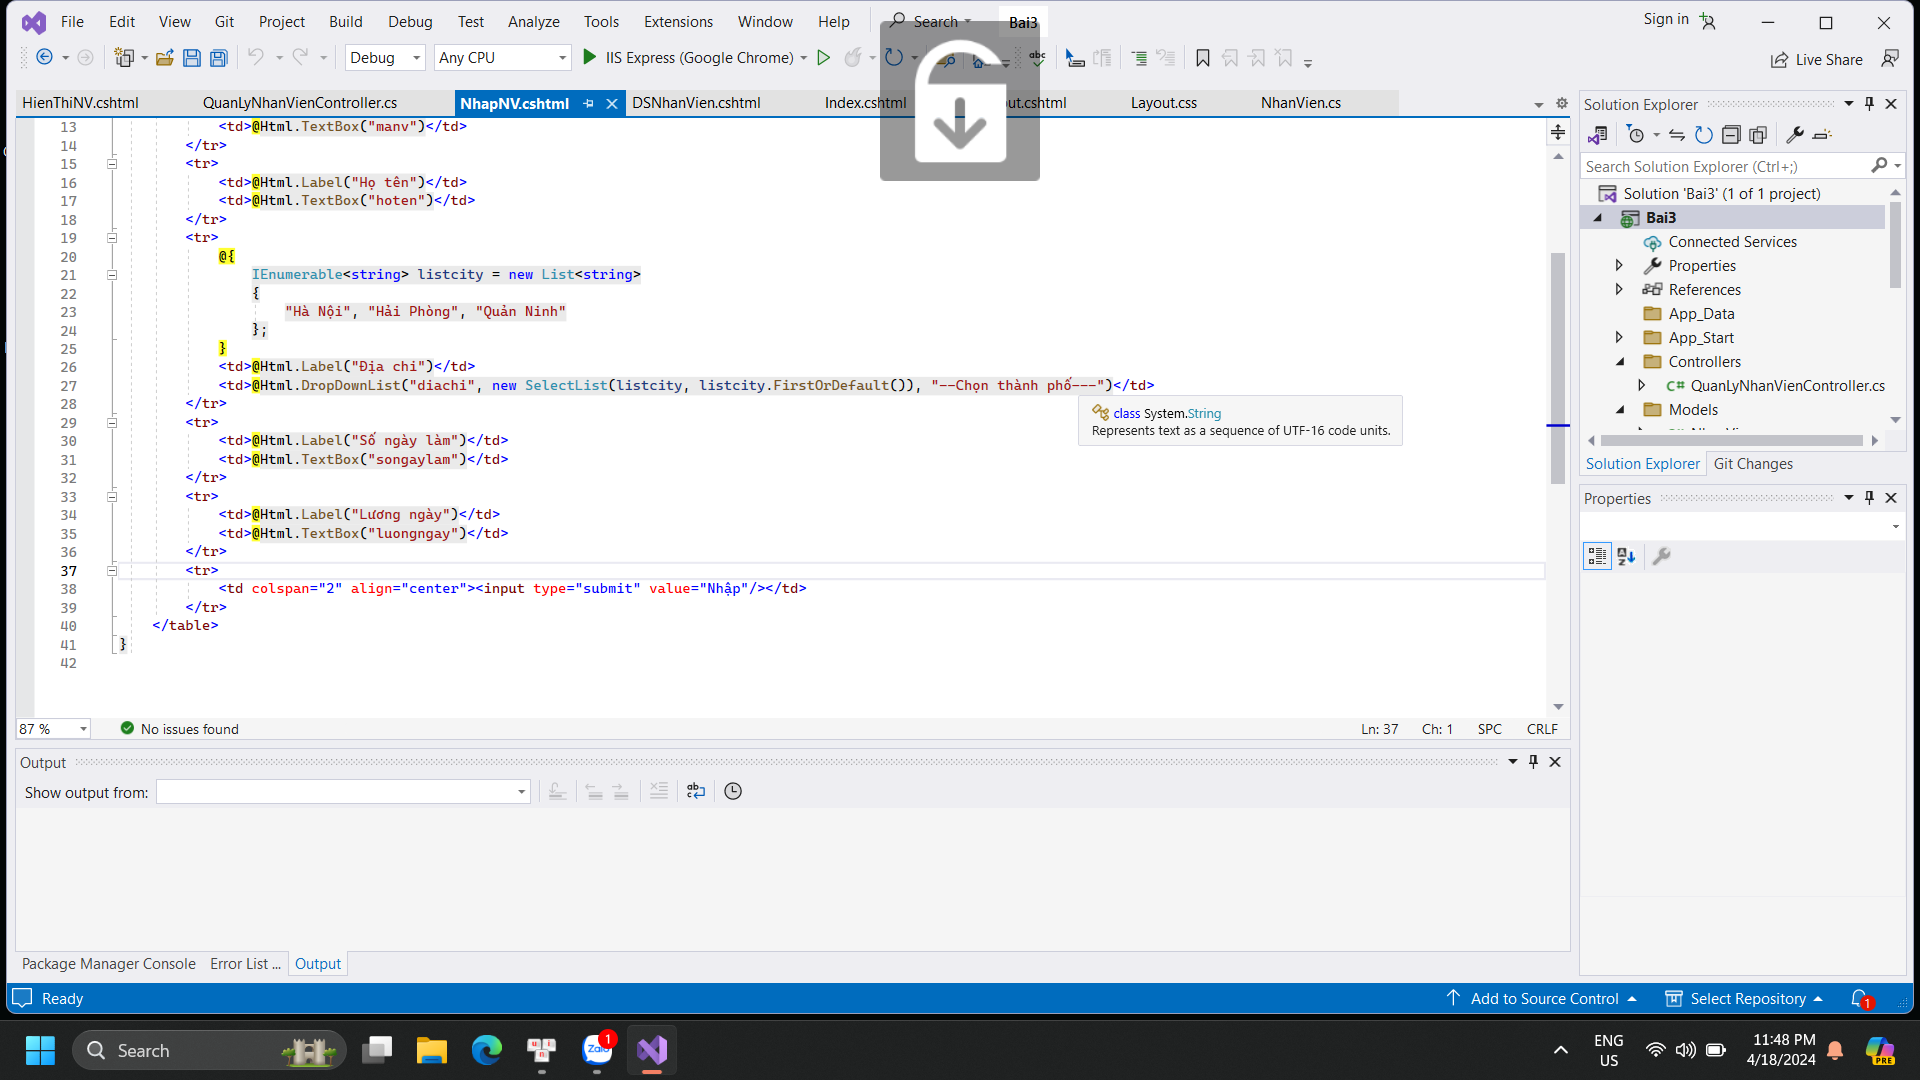 File Edit View Git Project Build Debug Test Analyze Tools Extensions Window Help Search Bai3 Sign in
Debug Any CPU IIS Express (Google Chrome) Live Share
HienThiNV.cshtml QuanLyNhanVienController.cs NhapNV.cshtml DSNhanVien.cshtml Index.cshtml out.cshtml Layout.css NhanVien.cs
13 <td>@Html.TextBox("manv")</td>
14 </tr>
15 <tr>
16 <td>@Html.Label("Họ tên")</td>
17 <td>@Html.TextBox("hoten")</td>
18 </tr>
19 <tr>
20 @{
21 IEnumerable<string> listcity = new List<string>
22 {
23 "Hà Nội", "Hải Phòng", "Quản Ninh"
24 };
25 }
26 <td>@Html.Label("Địa chi")</td>
27 <td>@Html.DropDownList("diachi", new SelectList(listcity, listcity.FirstOrDefault()), "--Chọn thành phố---")</td>
28 </tr>
29 <tr>
30 <td>@Html.Label("Số ngày làm")</td>
31 <td>@Html.TextBox("songaylam")</td>
32 </tr>
33 <tr>
34 <td>@Html.Label("Lương ngày")</td>
35 <td>@Html.TextBox("luongngay")</td>
36 </tr>
37 <tr>
38 <td colspan="2" align="center"><input type="submit" value="Nhập"/></td>
39 </tr>
40 </table>
41 }
42
class System.String
Represents text as a sequence of UTF-16 code units.
87 % No issues found Ln: 37 Ch: 1 SPC CRLF
Output
Show output from:
Package Manager Console Error List ... Output
Solution Explorer
Search Solution Explorer (Ctrl+;)
Solution 'Bai3' (1 of 1 project)
Bai3
Connected Services
Properties
References
App_Data
App_Start
Controllers
C# QuanLyNhanVienController.cs
Models
Solution Explorer Git Changes
Properties
Ready Add to Source Control Select Repository 1
Search Zalo 1 ENG US 11:48 PM 4/18/2024 PRE